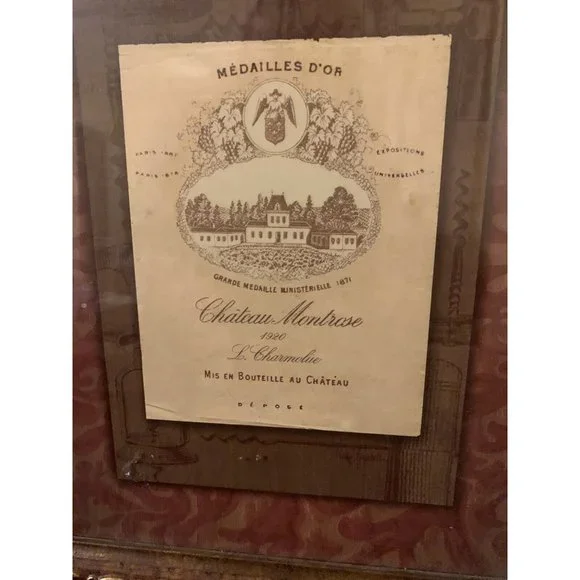 MÉDAILLES D'OR
PARIS 1867 EXPOSITIONS
PARIS 1878 UNIVERSELLES
GRANDE MEDAILLE MINISTÉRIELLE 1871
Château Montrose
1920
L. Charmolüe
MIS EN BOUTEILLE AU CHÂTEAU
DÉPOSÉ